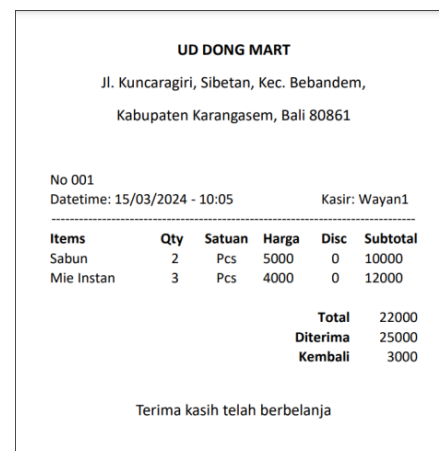 UD DONG MART
Jl. Kuncaragiri, Sibetan, Kec. Bebandem,
Kabupaten Karangasem, Bali 80861
No 001
Datetime: 15/03/2024 - 10:05 Kasir: Wayan1
--------------------------------------------------------------------------------
Items Qty Satuan Harga Disc Subtotal
Sabun 2 Pcs 5000 0 10000
Mie Instan 3 Pcs 4000 0 12000
Total 22000
Diterima 25000
Kembali 3000
Terima kasih telah berbelanja